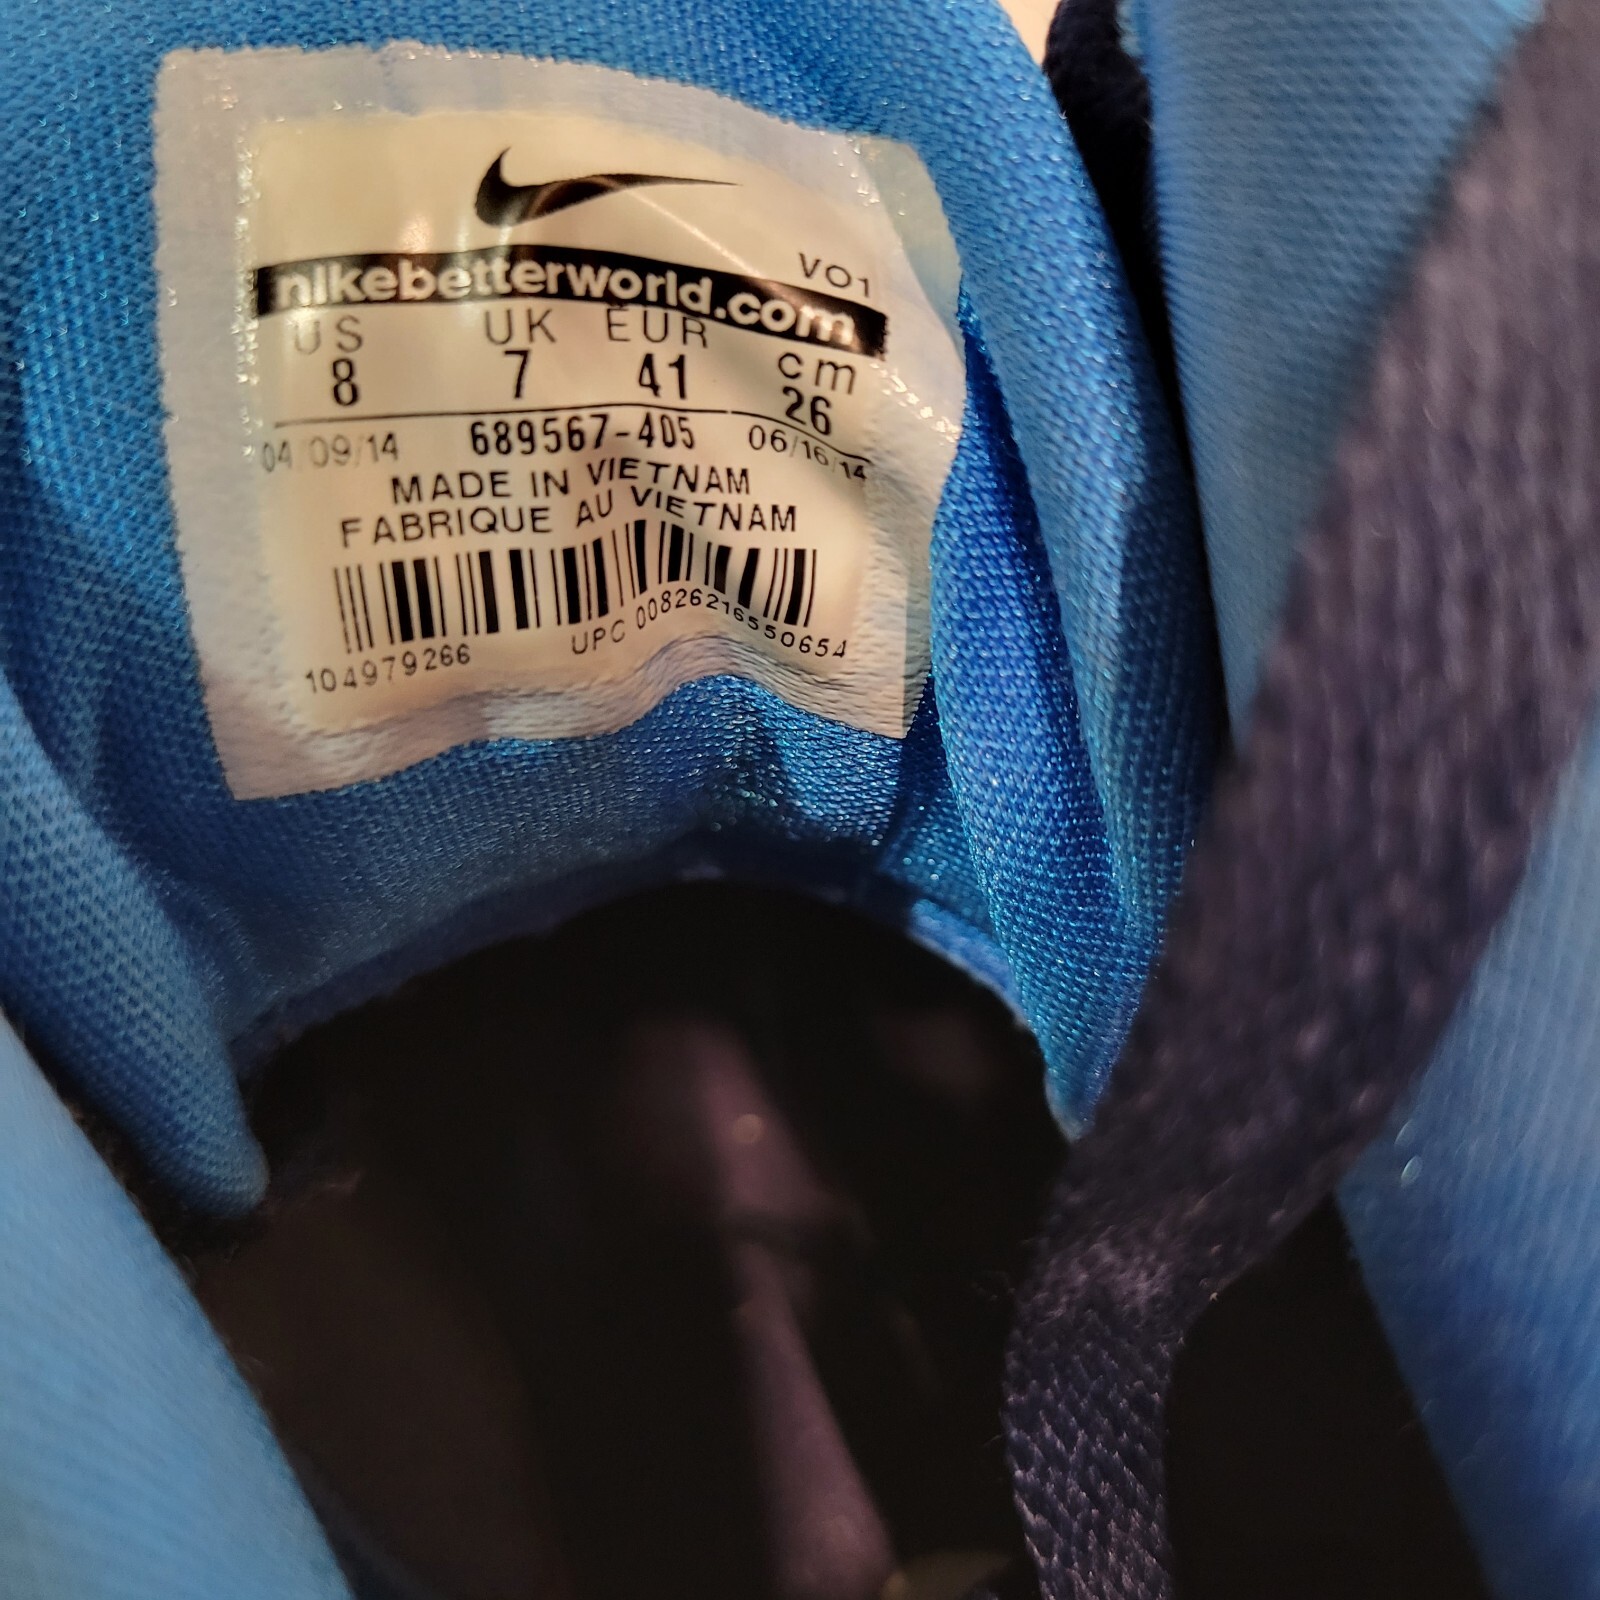 VO1
nikebetterworld.com
US UK EUR cm
8 7 41 26
04/09/14 689567-405 06/16/14
MADE IN VIETNAM
FABRIQUE AU VIETNAM
104979266 UPC 00826216550654